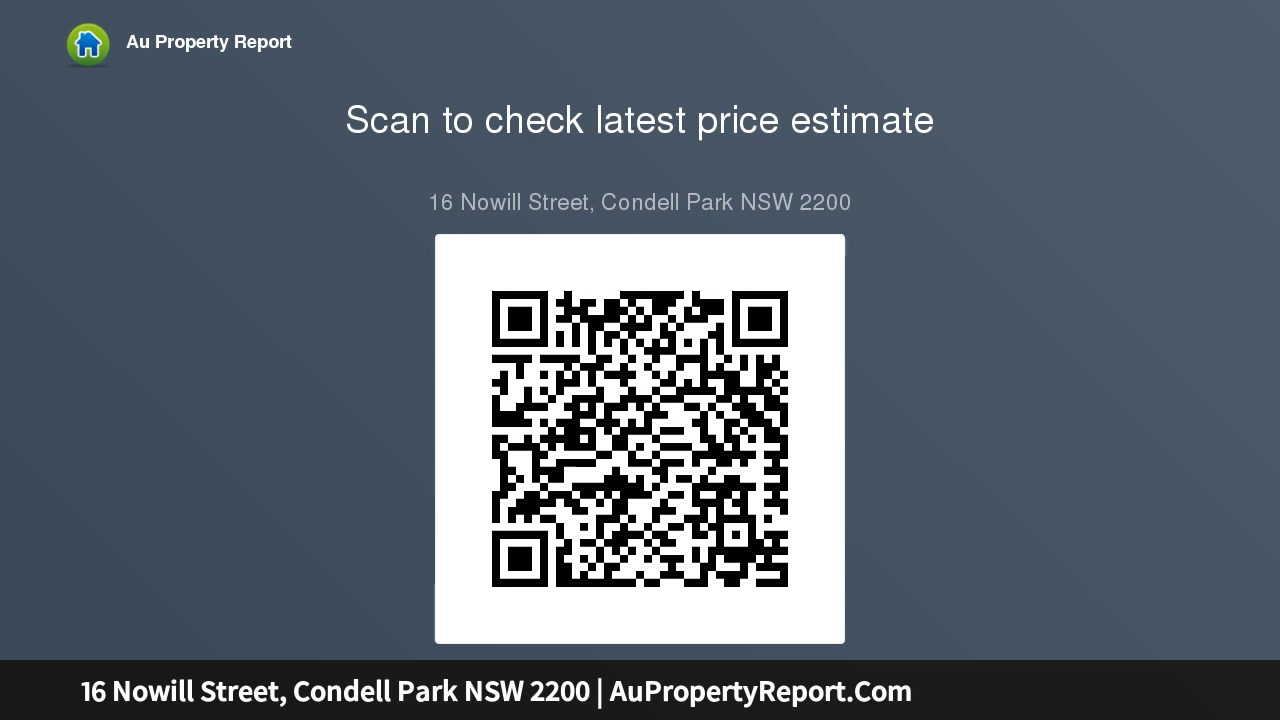 Au Property Report
Scan to check latest price estimate
16 Nowill Street, Condell Park NSW 2200
16 Nowill Street, Condell Park NSW 2200 | AuPropertyReport.Com